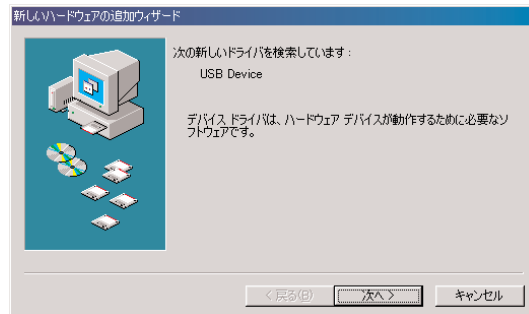 新しいハードウェアの追加ウィザード
次の新しいドライバを検索しています：
USB Device
デバイス ドライバは、ハードウェア デバイスが動作するために必要なソ
フトウェアです。
< 戻る(B)
次へ >
キャンセル